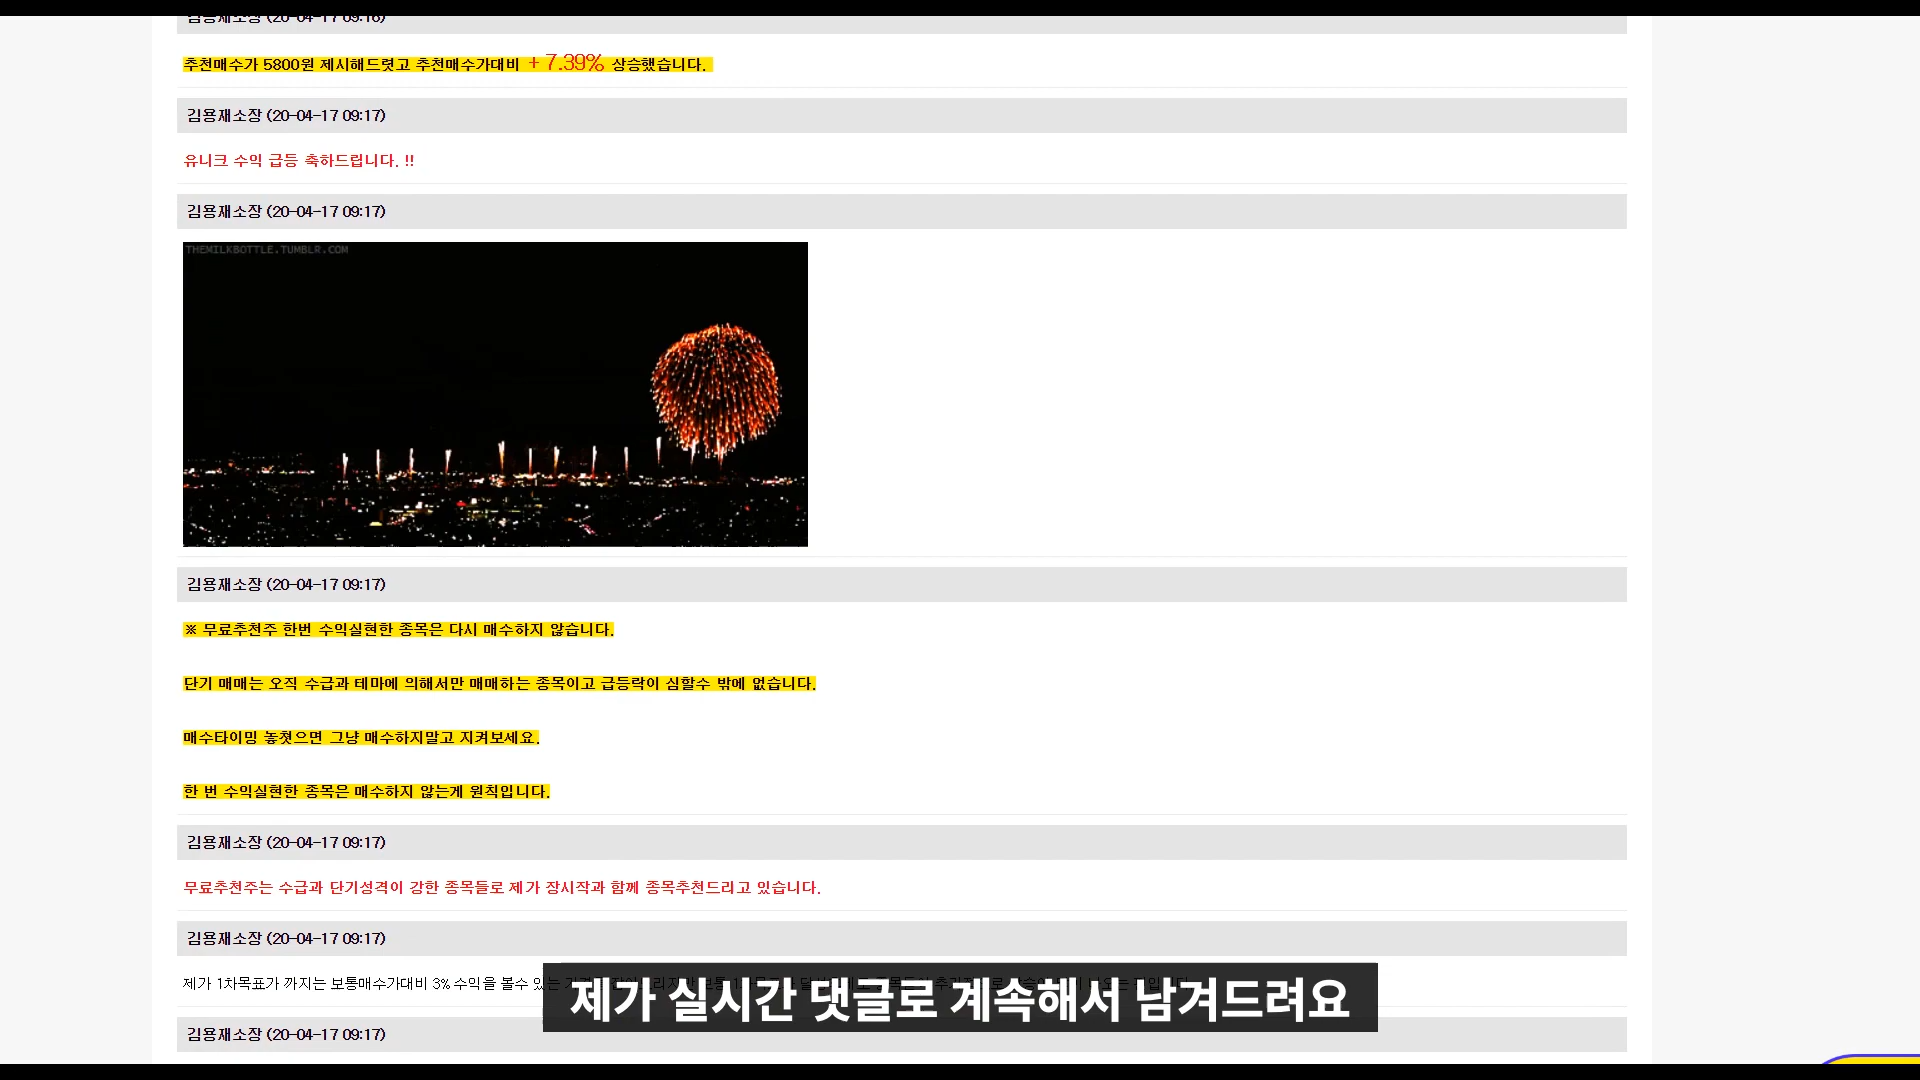 김용재소장 (20-04-17 09:16)
추천매수가 5800원 제시해드렷고 추천매수가대비 +7.39% 상승했습니다.
김용재소장 (20-04-17 09:17)
유니크 수익 급등 축하드립니다. !!
김용재소장 (20-04-17 09:17)
THEMILKBOTTLE.TUMBLR.COM
김용재소장 (20-04-17 09:17)
※ 무료추천주 한번 수익실현한 종목은 다시 매수하지 않습니다.
단기 매매는 오직 수급과 테마에 의해서만 매매하는 종목이고 급등락이 심할수 밖에 없습니다.
매수타이밍 놓쳣으면 그냥 매수하지말고 지켜보세요.
한 번 수익실현한 종목은 매수하지 않는게 원칙입니다.
김용재소장 (20-04-17 09:17)
무료추천주는 수급과 단기성격이 강한 종목들로 제가 장시작과 함께 종목추천드리고 있습니다.
김용재소장 (20-04-17 09:17)
제가 1차목표가 까지는 보통매수가대비 3% 수익을 볼수 있는
제가 실시간 댓글로 계속해서 남겨드려요
김용재소장 (20-04-17 09:17)